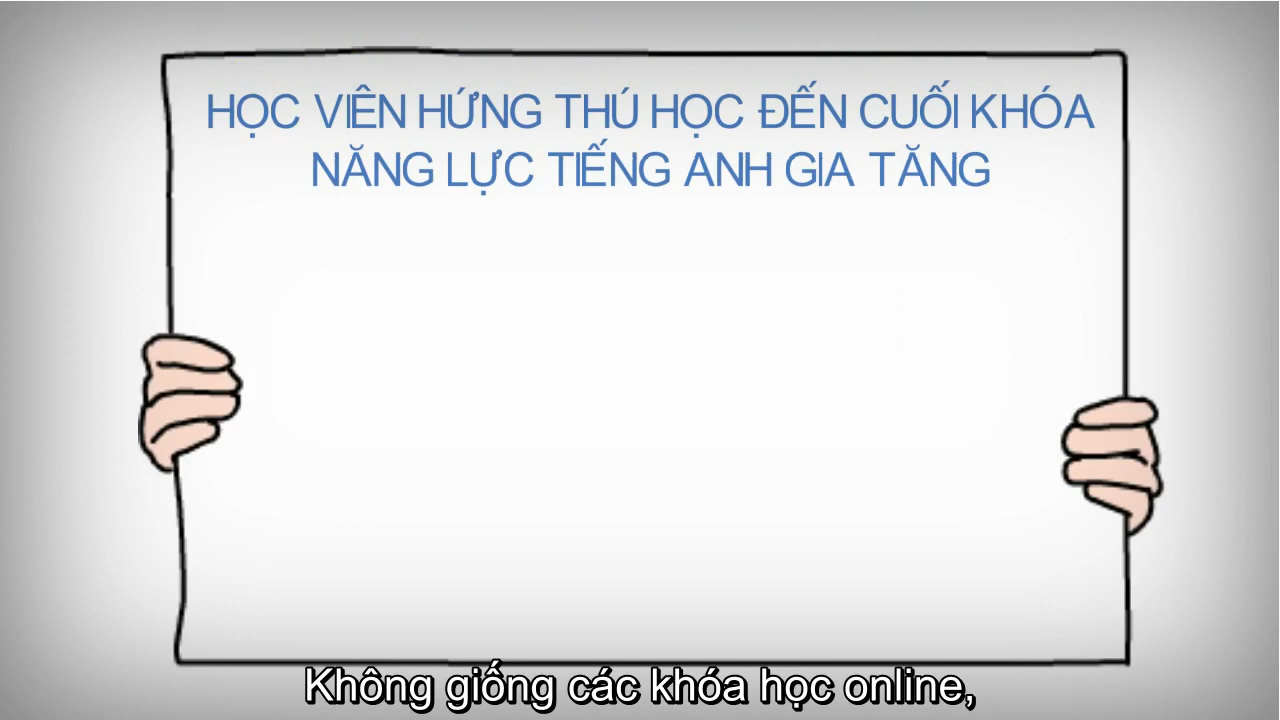 HỌC VIÊN HỨNG THÚ HỌC ĐẾN CUỐI KHÓA
NĂNG LỰC TIẾNG ANH GIA TĂNG
Không giống các khóa học online,